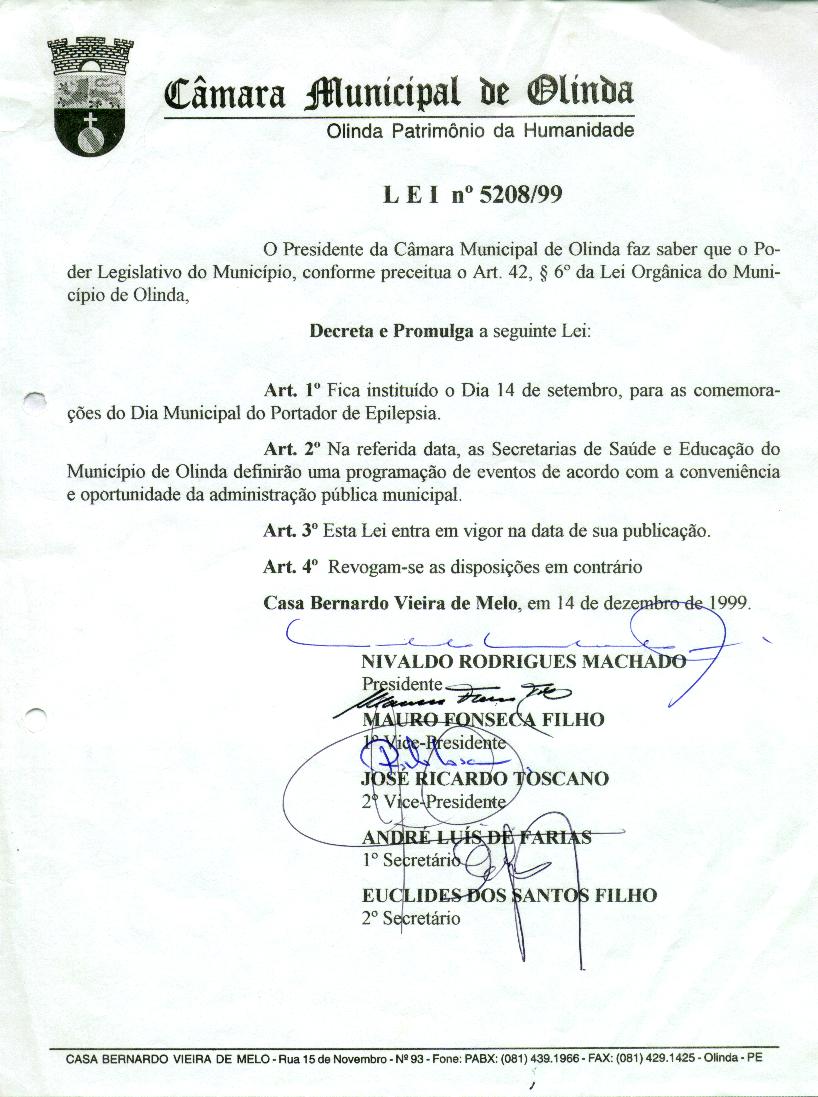 Câmara Municipal de Olinda
Olinda Patrimônio da Humanidade
L E I nº 5208/99
O Presidente da Câmara Municipal de Olinda faz saber que o Po-
der Legislativo do Município, conforme preceitua o Art. 42, § 6º da Lei Orgânica do Muni-
cípio de Olinda,
Decreta e Promulga a seguinte Lei:
Art. 1º Fica instituído o Dia 14 de setembro, para as comemora-
ções do Dia Municipal do Portador de Epilepsia.
Art. 2º Na referida data, as Secretarias de Saúde e Educação do
Município de Olinda definirão uma programação de eventos de acordo com a conveniência
e oportunidade da administração pública municipal.
Art. 3º Esta Lei entra em vigor na data de sua publicação.
Art. 4º Revogam-se as disposições em contrário
Casa Bernardo Vieira de Melo, em 14 de dezembro de 1999.
NIVALDO RODRIGUES MACHADO
Presidente
MAURO FONSECA FILHO
1º Vice-Presidente
JOSÉ RICARDO TOSCANO
2º Vice-Presidente
ANDRÉ LUÍS DE FARIAS
1º Secretário
EUCLIDES DOS SANTOS FILHO
2º Secretário
CASA BERNARDO VIEIRA DE MELO - Rua 15 de Novembro - Nº 93 - Fone: PABX: (081) 439.1966 - FAX: (081) 429.1425 - Olinda - PE